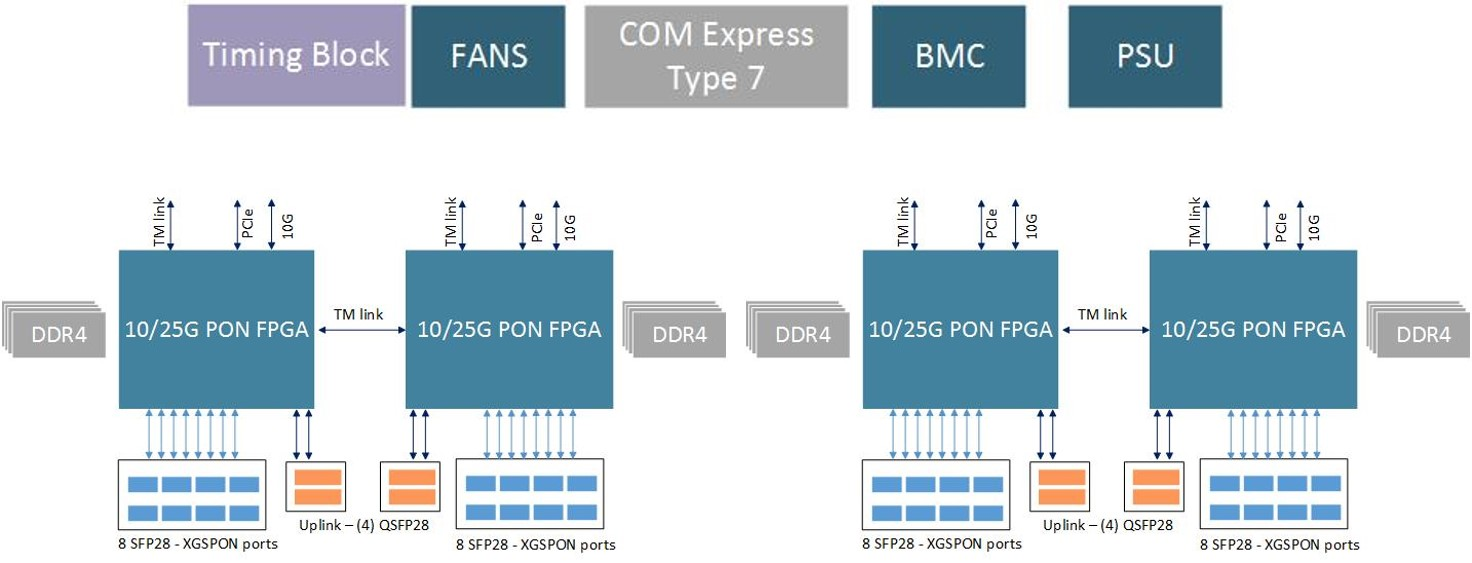 Timing Block
FANS
COM Express
Type 7
BMC
PSU
TM link
PCIe
10G
TM link
PCIe
10G
TM link
PCIe
10G
TM link
PCIe
10G
DDR4
10/25G PON FPGA
TM link
10/25G PON FPGA
DDR4
DDR4
10/25G PON FPGA
TM link
10/25G PON FPGA
DDR4
Uplink – (4) QSFP28
Uplink – (4) QSFP28
8 SFP28 - XGSPON ports
8 SFP28 - XGSPON ports
8 SFP28 - XGSPON ports
8 SFP28 - XGSPON ports